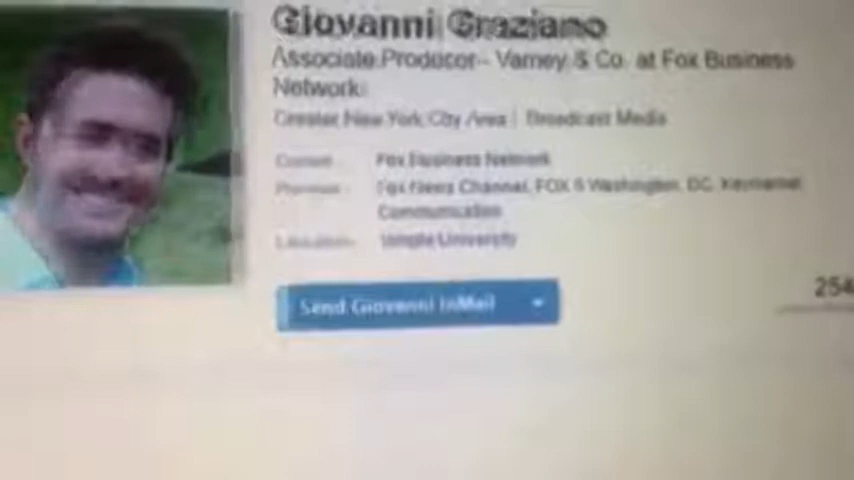 Giovanni Graziano
Associate Producer - Varney & Co. at Fox Business
Network
Greater New York City Area | Broadcast Media
Current Fox Business Network
Previous Fox News Channel, FOX 5 Washington, DC,
Communication
Education Temple University
Send Giovanni InMail
254